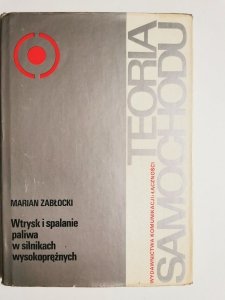 MARIAN ZABŁOCKI
Wtrysk i spalanie
paliwa
w silnikach
wysokoprężnych
TEORIA
SAMOCHODU
WYDAWNICTWA KOMUNIKACJI i ŁĄCZNOŚCI